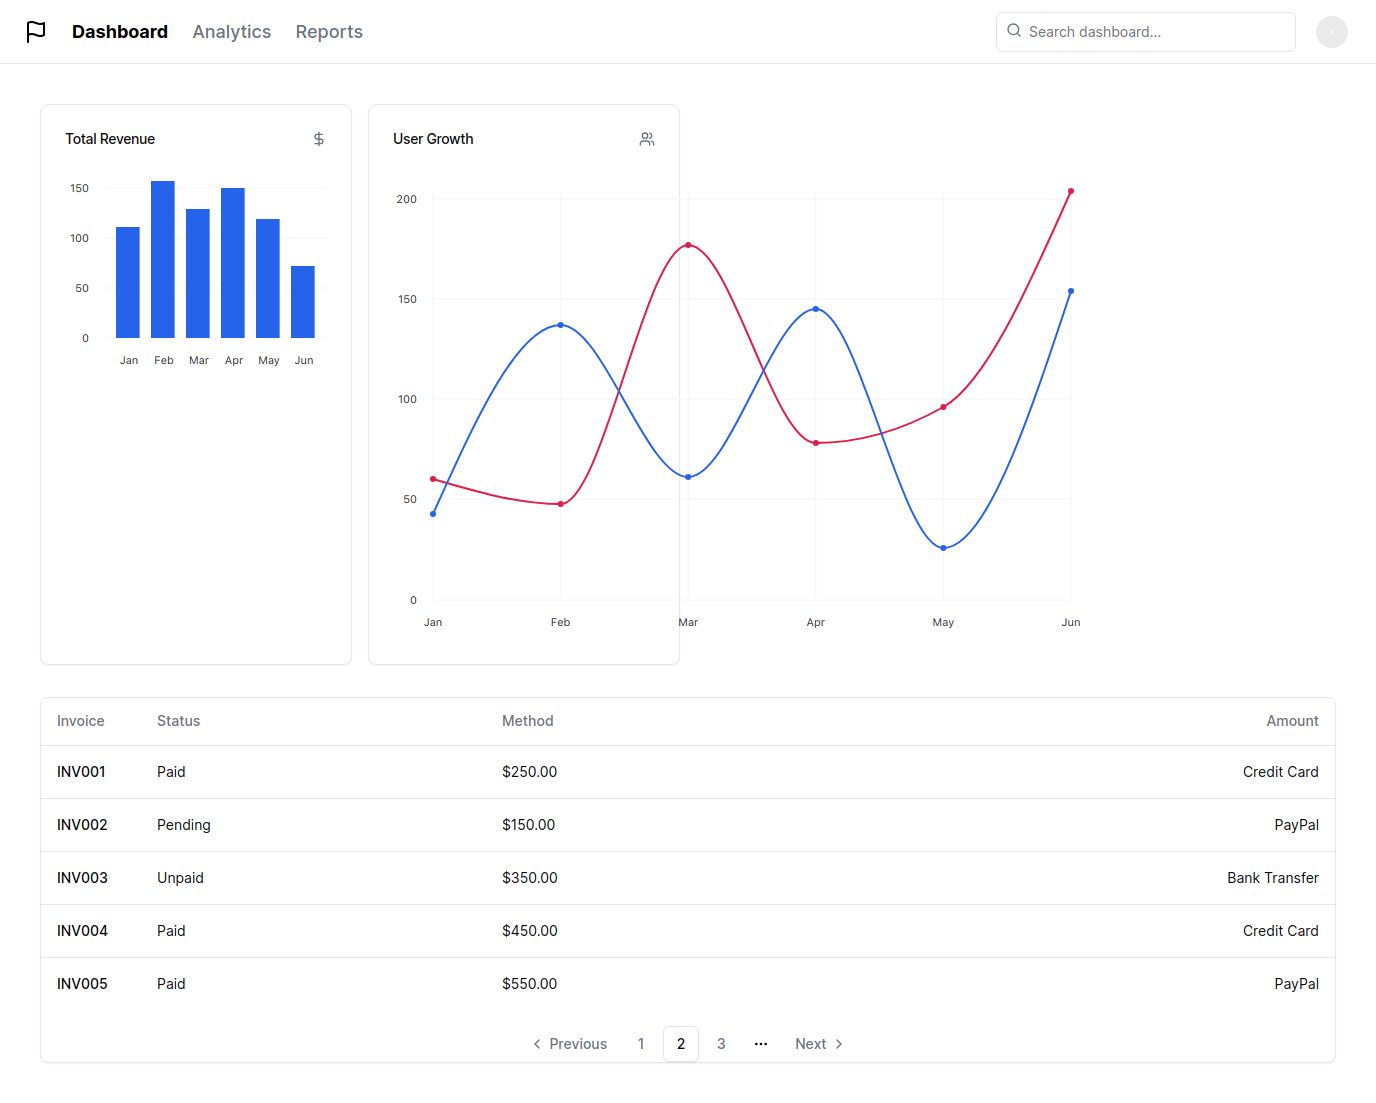 Dashboard Analytics Reports Search dashboard...
Total Revenue $
150
100
50
0
Jan Feb Mar Apr May Jun
User Growth
200
150
100
50
0
Jan Feb Mar Apr May Jun
Invoice Status Method Amount
INV001 Paid $250.00 Credit Card
INV002 Pending $150.00 PayPal
INV003 Unpaid $350.00 Bank Transfer
INV004 Paid $450.00 Credit Card
INV005 Paid $550.00 PayPal
Previous 1 2 3 ... Next